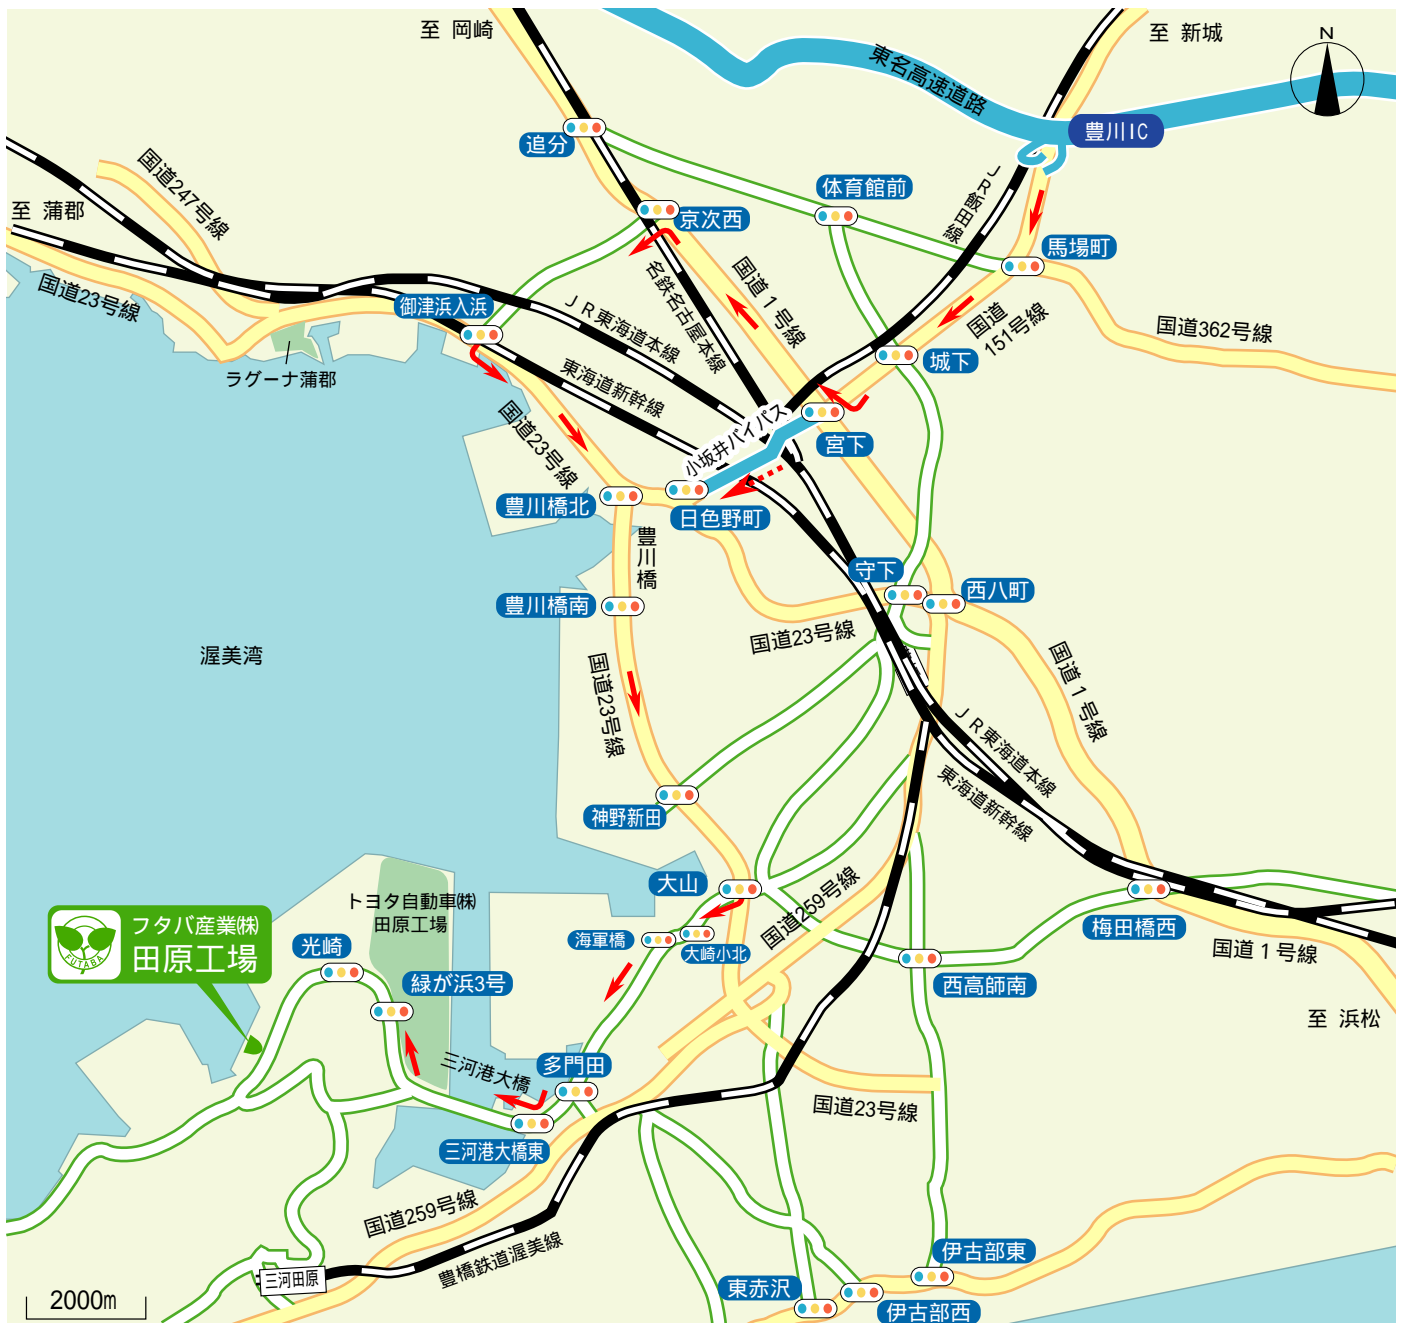 至 岡崎
至 新城
N
東名高速道路
豊川IC
追分
国道247号線
体育館前
JR飯田線
至 蒲郡
京次西
馬場町
国道23号線
名鉄名古屋本線
国道1号線
御津浜入浜
JR東海道本線
国道
151号線
国道362号線
城下
ラグーナ蒲郡
東海道新幹線
小坂井バイパス
国道23号線
宮下
豊川橋北
日色野町
豊川橋
守下
西八町
豊川橋南
国道23号線
渥美湾
国道23号線
国道1号線
JR東海道本線
東海道新幹線
神野新田
大山
国道259号線
トヨタ自動車㈱
田原工場
フタバ産業㈱
田原工場
FUTABA
光崎
海軍橋
大崎小北
梅田橋西
国道1号線
緑が浜3号
西高師南
至 浜松
三河港大橋
多門田
国道23号線
三河港大橋東
国道259号線
豊橋鉄道渥美線
三河田原
伊古部東
東赤沢
伊古部西
2000m